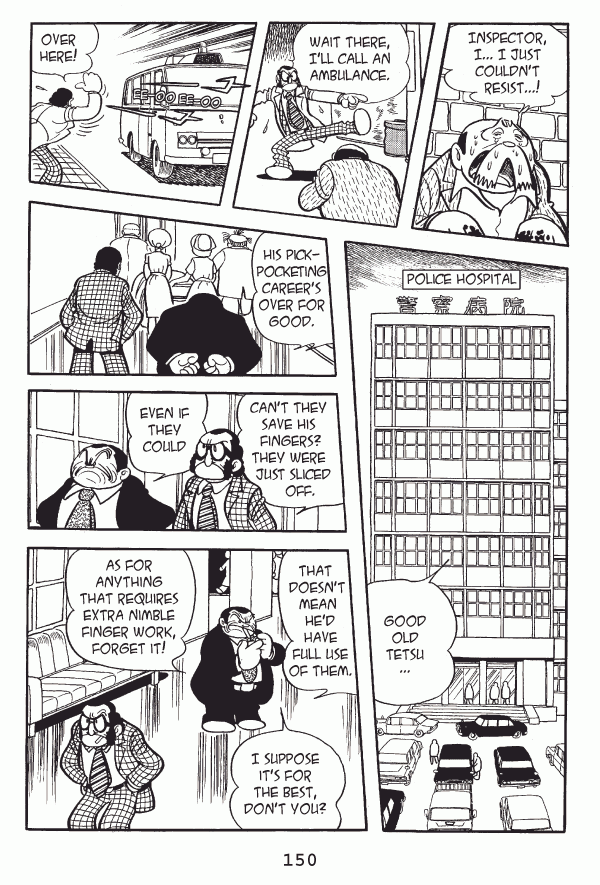 INSPECTOR,
I... I JUST
COULDN'T
RESIST...!
WAIT THERE,
I'LL CALL AN
AMBULANCE.
OVER
HERE!
EE-OO EE-OO
POLICE HOSPITAL
警察病院
GOOD
OLD
TETSU
...
HIS PICK-
POCKETING
CAREER'S
OVER FOR
GOOD.
CAN'T THEY
SAVE HIS
FINGERS?
THEY WERE
JUST SLICED
OFF.
EVEN IF
THEY
COULD
THAT
DOESN'T
MEAN
HE'D
HAVE
FULL USE
OF THEM.
AS FOR
ANYTHING
THAT REQUIRES
EXTRA NIMBLE
FINGER WORK,
FORGET IT!
I SUPPOSE
IT'S FOR
THE BEST,
DON'T YOU?
150